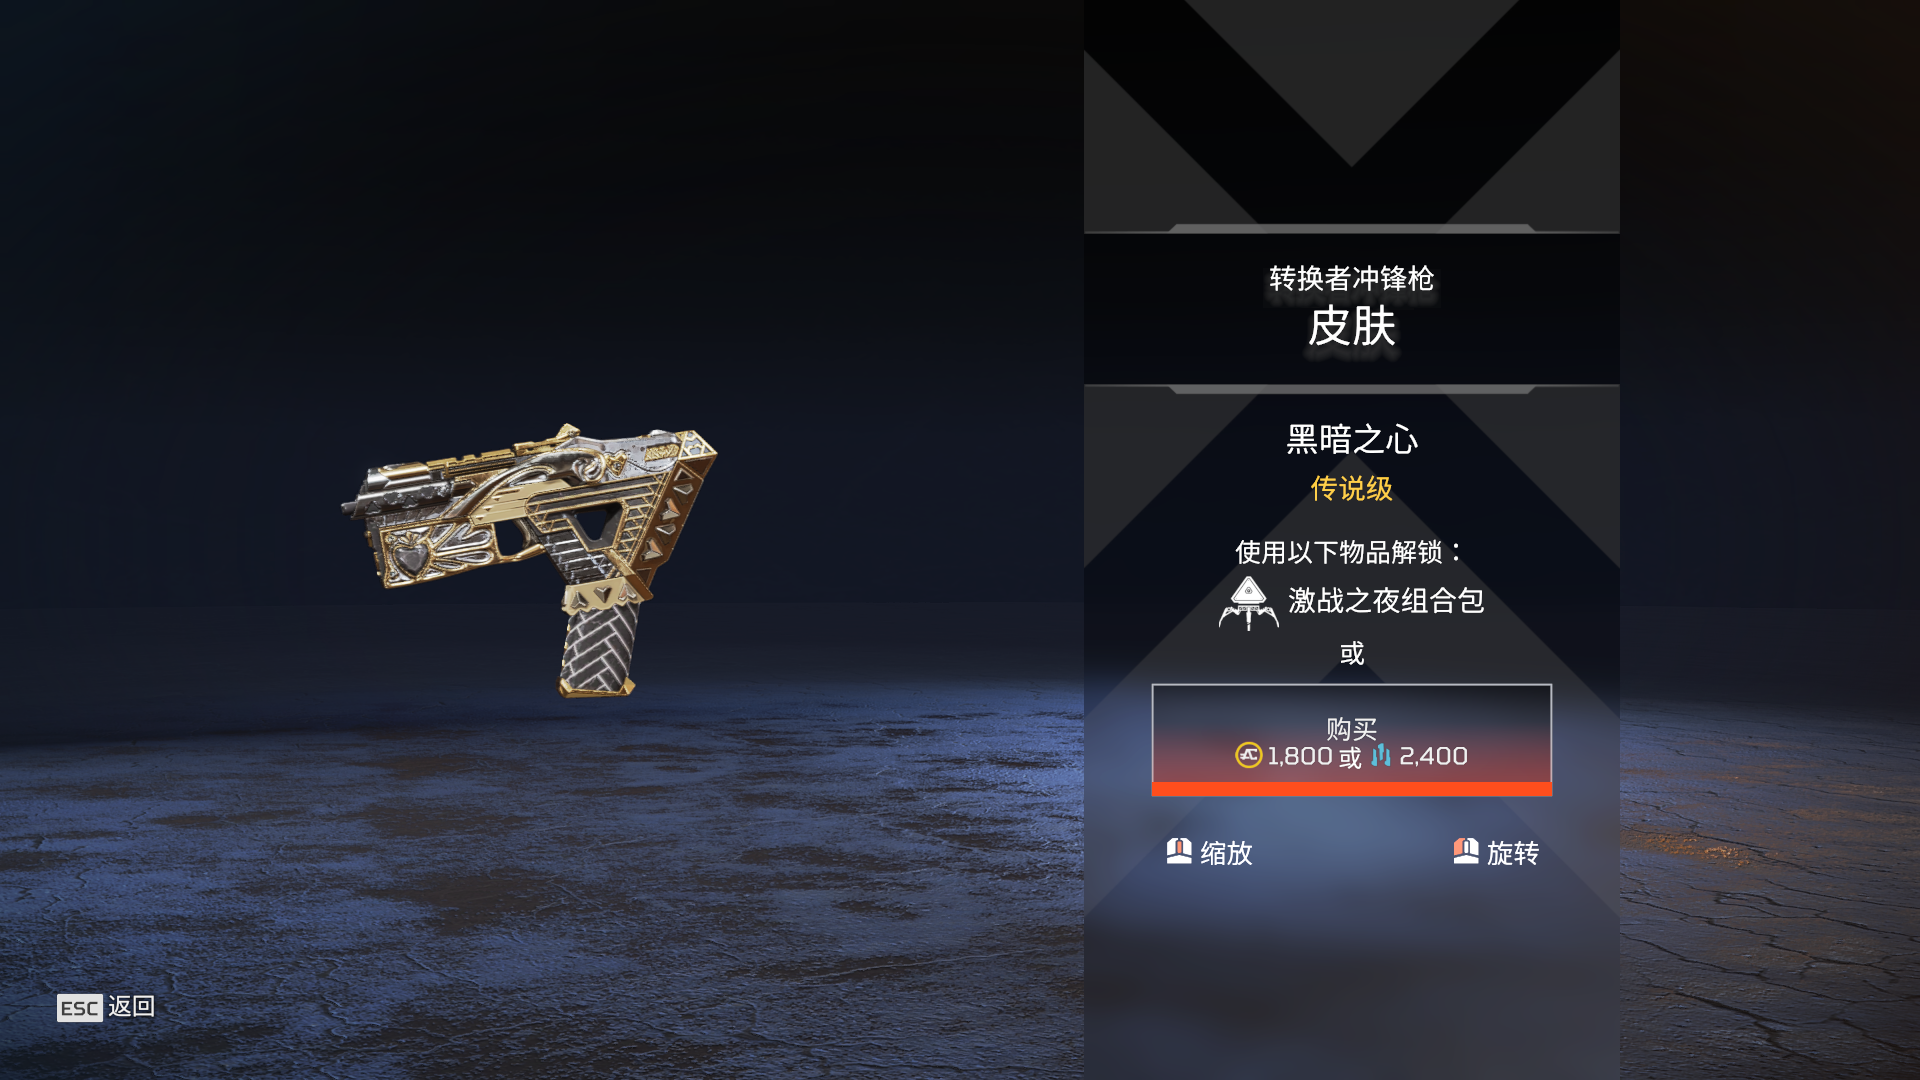 转换者冲锋枪
皮肤
黑暗之心
传说级
使用以下物品解锁：
激战之夜组合包
或
购买
1,800 或 2,400
缩放
旋转
ESC 返回